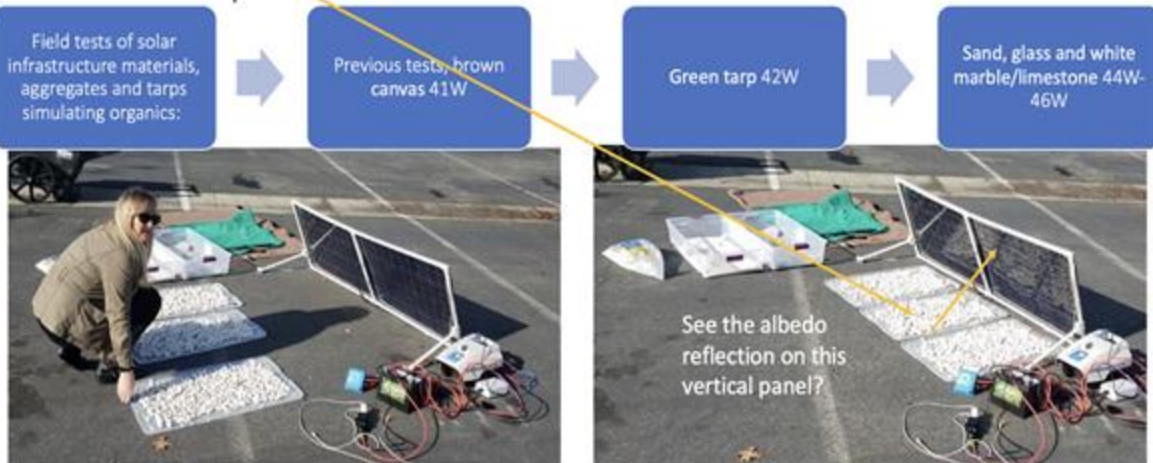 Field tests of solar
infrastructure materials,
aggregates and tarps
simulating organics:
Previous tests, brown
canvas 41W
Green tarp 42W
Sand, glass and white
marble/limestone 44W-
46W
See the albedo
reflection on this
vertical panel?